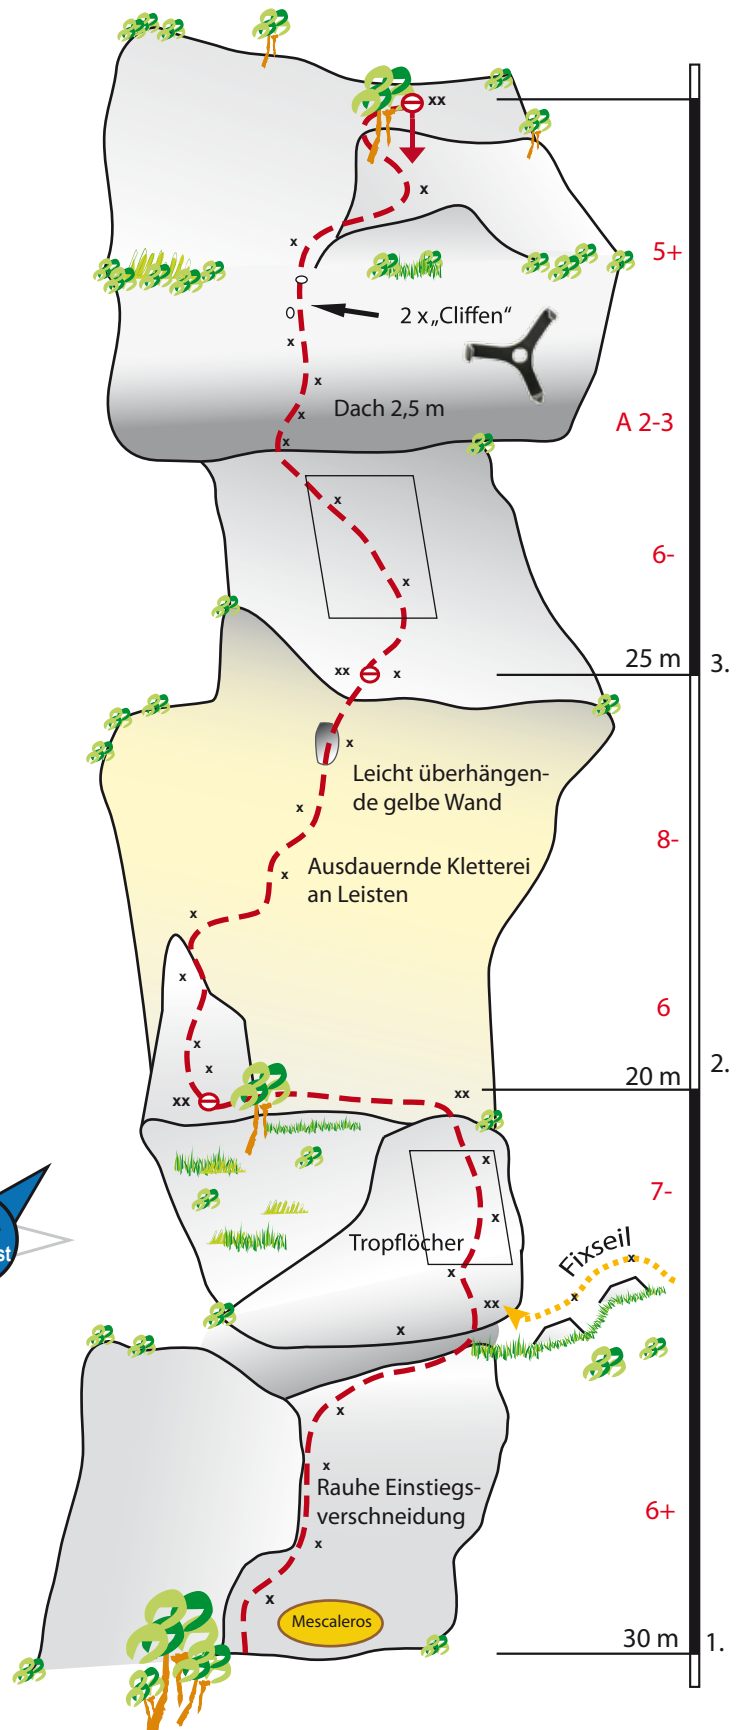 xx
x
5+
x
2 x „Cliffen“
x
x
Dach 2,5 m
x
A 2-3
x
x
6-
x
25 m
3.
xx
x
x
Leicht überhängen-
de gelbe Wand
x
8-
Ausdauernde Kletterei
an Leisten
x
x
x
6
x
x
20 m
2.
xx
xx
x
7-
x
Tropflöcher
Fixseil
x
x
st
x
xx
x
x
x
Rauhe Einstiegs-
verschneidung
6+
x
x
Mescaleros
30 m
1.